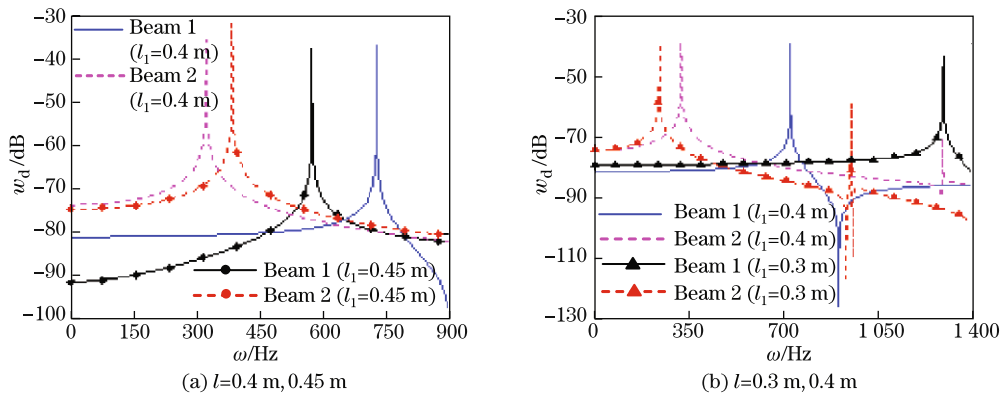 −30
−40
−50
−60
−70
−80
−90
−100
w_d/dB
Beam 1
(l₁=0.4 m)
Beam 2
(l₁=0.4 m)
Beam 1 (l₁=0.45 m)
Beam 2 (l₁=0.45 m)
0 150 300 450 600 750 900
ω/Hz
(a) l=0.4 m, 0.45 m
−30
−50
−70
−90
−110
−130
w_d/dB
Beam 1 (l₁=0.4 m)
Beam 2 (l₁=0.4 m)
Beam 1 (l₁=0.3 m)
Beam 2 (l₁=0.3 m)
0 350 700 1 050 1 400
ω/Hz
(b) l=0.3 m, 0.4 m